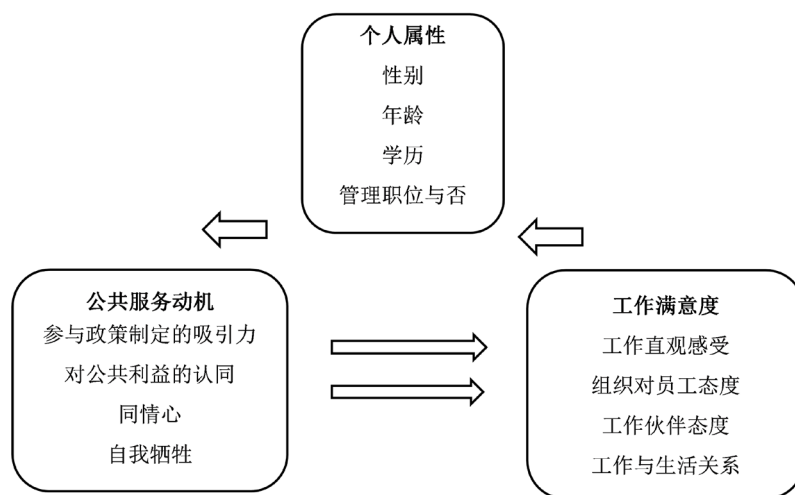 个人属性
性别
年龄
学历
管理职位与否
公共服务动机
参与政策制定的吸引力
对公共利益的认同
同情心
自我牺牲
工作满意度
工作直观感受
组织对员工态度
工作伙伴态度
工作与生活关系